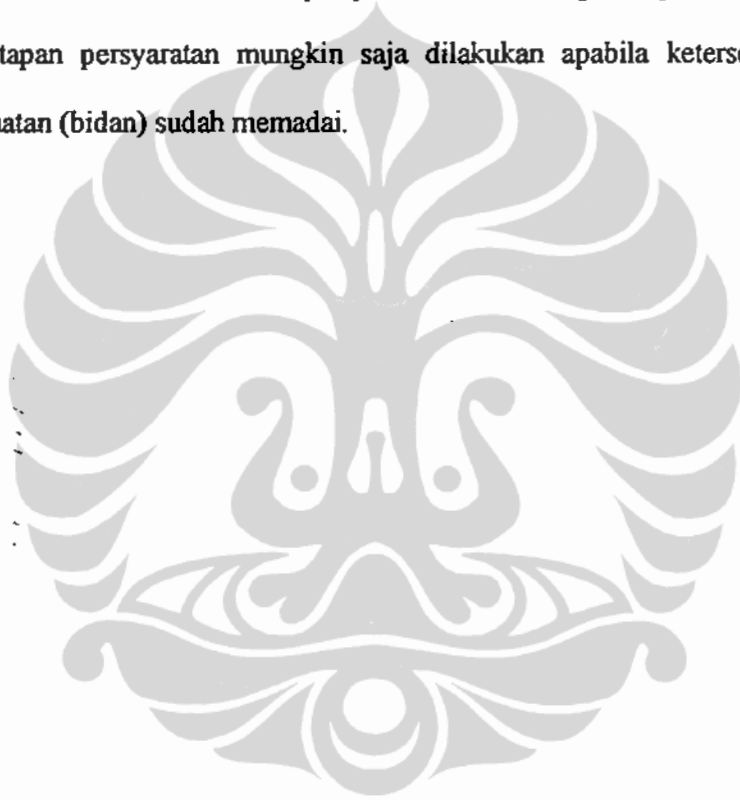 tapan persyaratan mungkin saja dilakukan apabila keterse
atan (bidan) sudah memadai.